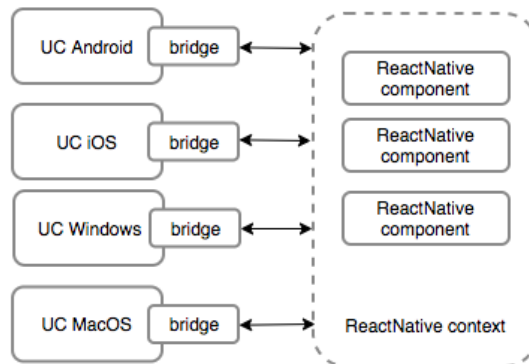 UC Android
bridge
ReactNative
component
UC iOS
bridge
ReactNative
component
UC Windows
bridge
ReactNative
component
UC MacOS
bridge
ReactNative context